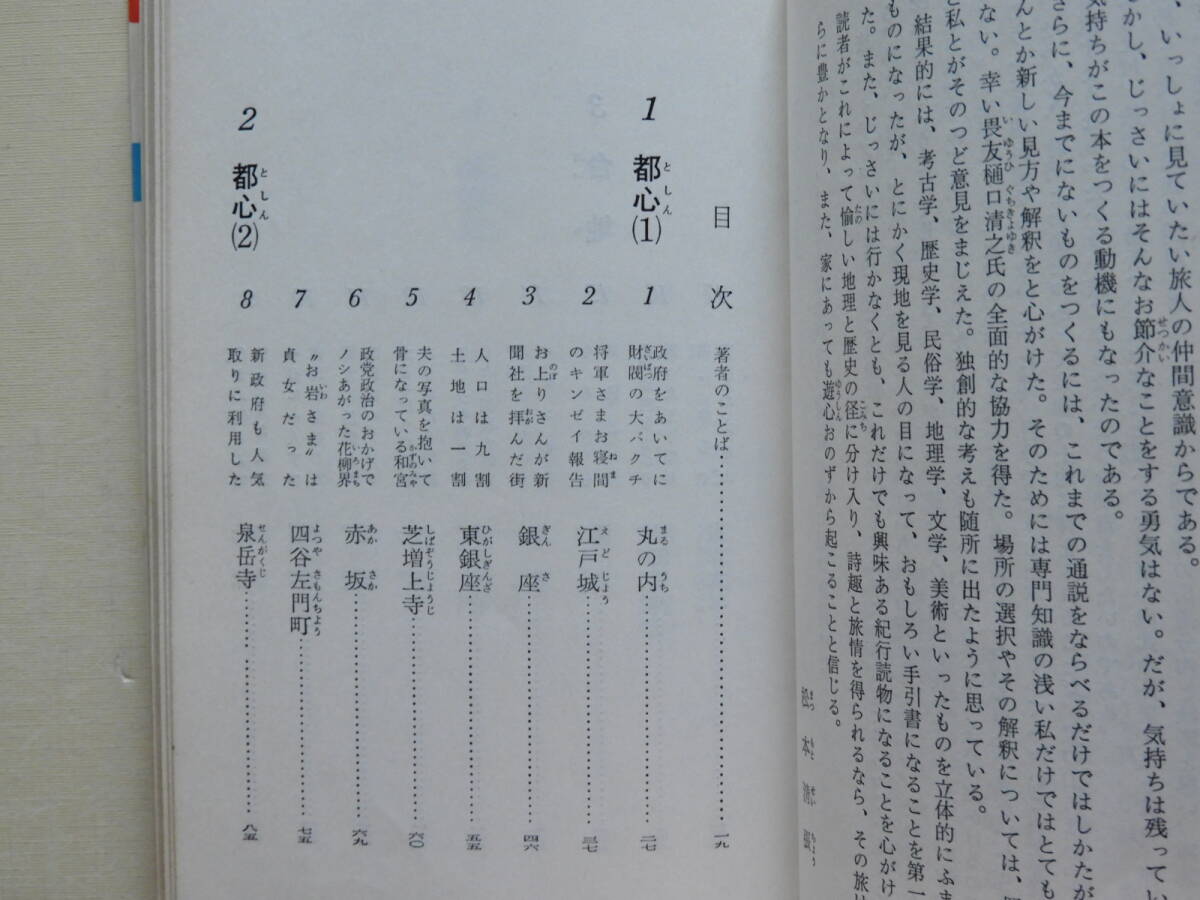 、いっしょに見ていたい旅人の仲間意識からである。
かし、じっさいにはそんなお節介なことをする勇気はない。だが、気持ちは残ってい
気持ちがこの本をつくる動機にもなったのである。
さらに、今までにないものをつくるには、これまでの通説をならべるだけではしかたが
んとか新しい見方や解釈をと心がけた。そのためには専門知識の浅い私だけではとても
ない。幸い畏友樋口清之氏の全面的な協力を得た。場所の選択やその解釈については、
と私とがそのつど意見をまじえた。独創的な考えも随所に出たように思っている。
結果的には、考古学、歴史学、民俗学、地理学、文学、美術といったものを立体的にふま
ものになったが、とにかく現地を見る人の目になって、おもしろい手引書になることを第一
た。また、じっさいには行かなくとも、これだけでも興味ある紀行読物になることを心がけ
読者がこれによって愉しい地理と歴史の径に分け入り、詩趣と旅情を得られるなら、その旅
らに豊かとなり、また、家にあっても遊心おのずから起こることと信じる。
松本清張
目次
著者のことば……一九
1 都心(1)
1 政府をあいてに財閥の大バクチ 丸の内……二七
2 将軍さまお寝間のキンゼイ報告 江戸城……三七
3 お上りさんが新聞社を拝んだ街 銀座……四六
4 人口は九割土地は一割 東銀座……五五
5 夫の写真を抱いて骨になっている和宮 芝増上寺……六〇
6 政党政治のおかげでノシあがった花柳界 赤坂……六九
2 都心(2)
7 〝お岩さま〟は貞女だった 四谷左門町……七五
8 新政府も人気取りに利用した 泉岳寺……八五